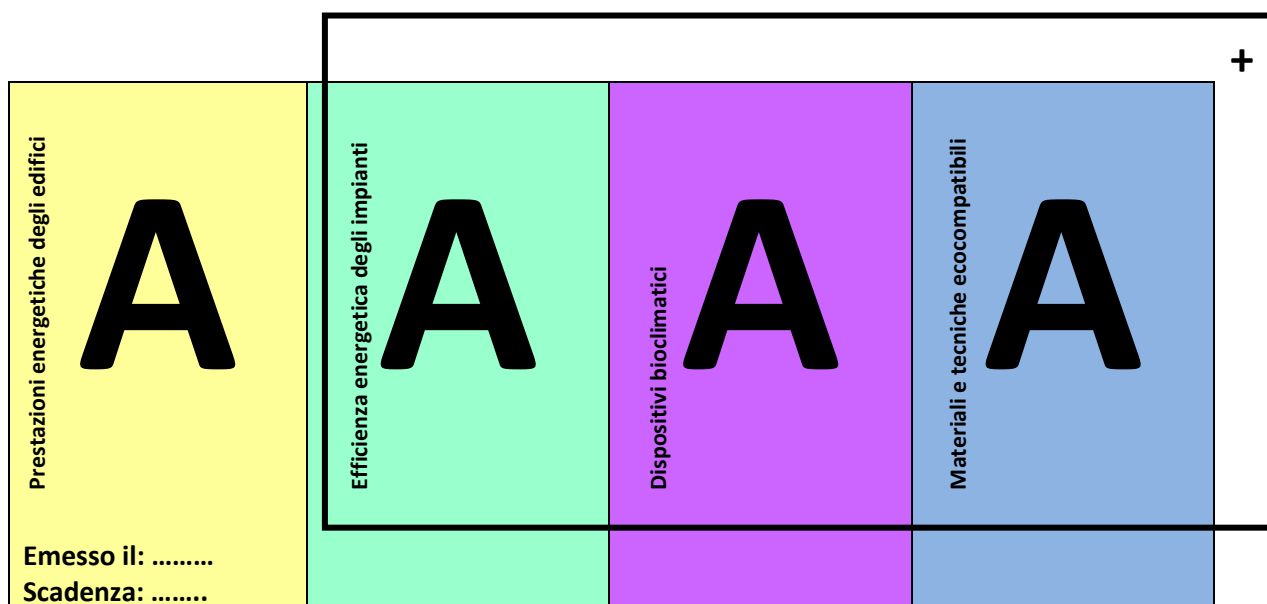 +
Prestazioni energetiche degli edifici
A
Efficienza energetica degli impianti
A
Dispositivi bioclimatici
A
Materiali e tecniche ecocompatibili
A
Emesso il: .........
Scadenza: ........